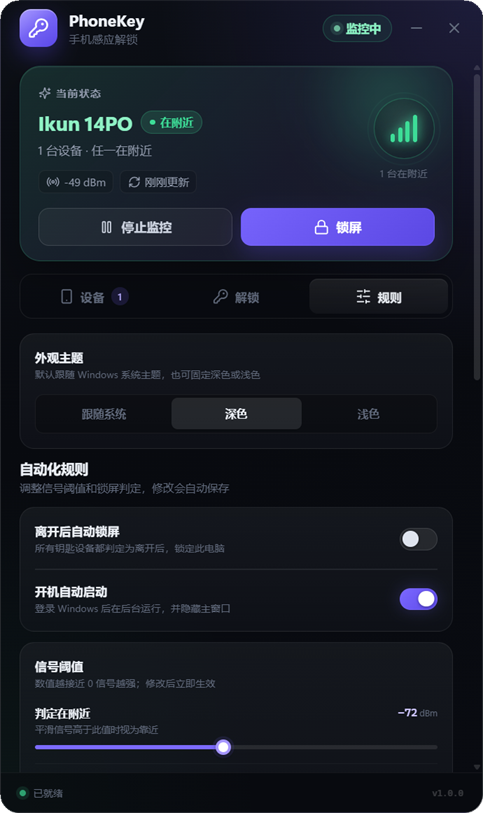 PhoneKey
手机感应解锁
监控中
当前状态
Ikun 14PO
在附近
1 台设备 · 任一在附近
-49 dBm
刚刚更新
1 台在附近
停止监控
锁屏
设备 1
解锁
规则
外观主题
默认跟随 Windows 系统主题，也可固定深色或浅色
跟随系统
深色
浅色
自动化规则
调整信号阈值和锁屏判定，修改会自动保存
离开后自动锁屏
所有钥匙设备都判定为离开后，锁定此电脑
开机自动启动
登录 Windows 后在后台运行，并隐藏主窗口
信号阈值
数值越接近 0 信号越强；修改后立即生效
判定在附近
−72 dBm
平滑信号高于此值时视为靠近
已就绪
v1.0.0